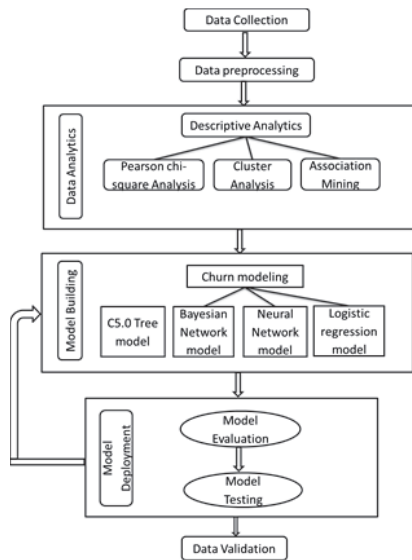 Data Collection
Data preprocessing
Data Analytics
Descriptive Analytics
Pearson chi-
square Analysis
Cluster
Analysis
Association
Mining
Model Building
Churn modeling
C5.0 Tree
model
Bayesian
Network
model
Neural
Network
model
Logistic
regression
model
Model
Deployment
Model
Evaluation
Model
Testing
Data Validation